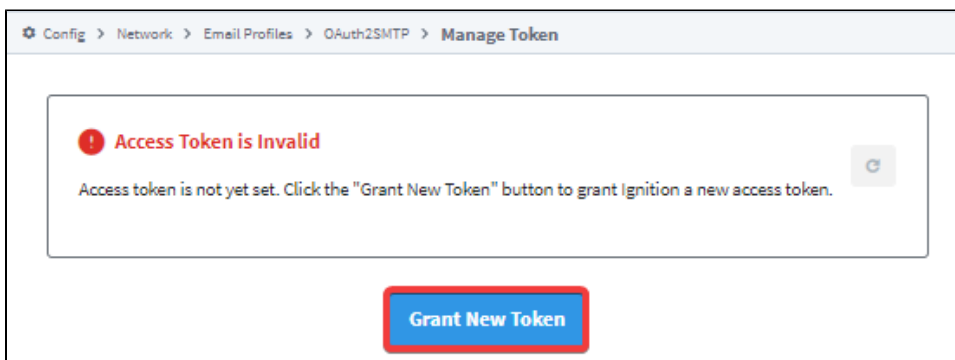 Config > Network > Email Profiles > OAuth2SMTP > Manage Token
Access Token is Invalid
Access token is not yet set. Click the "Grant New Token" button to grant Ignition a new access token.
Grant New Token